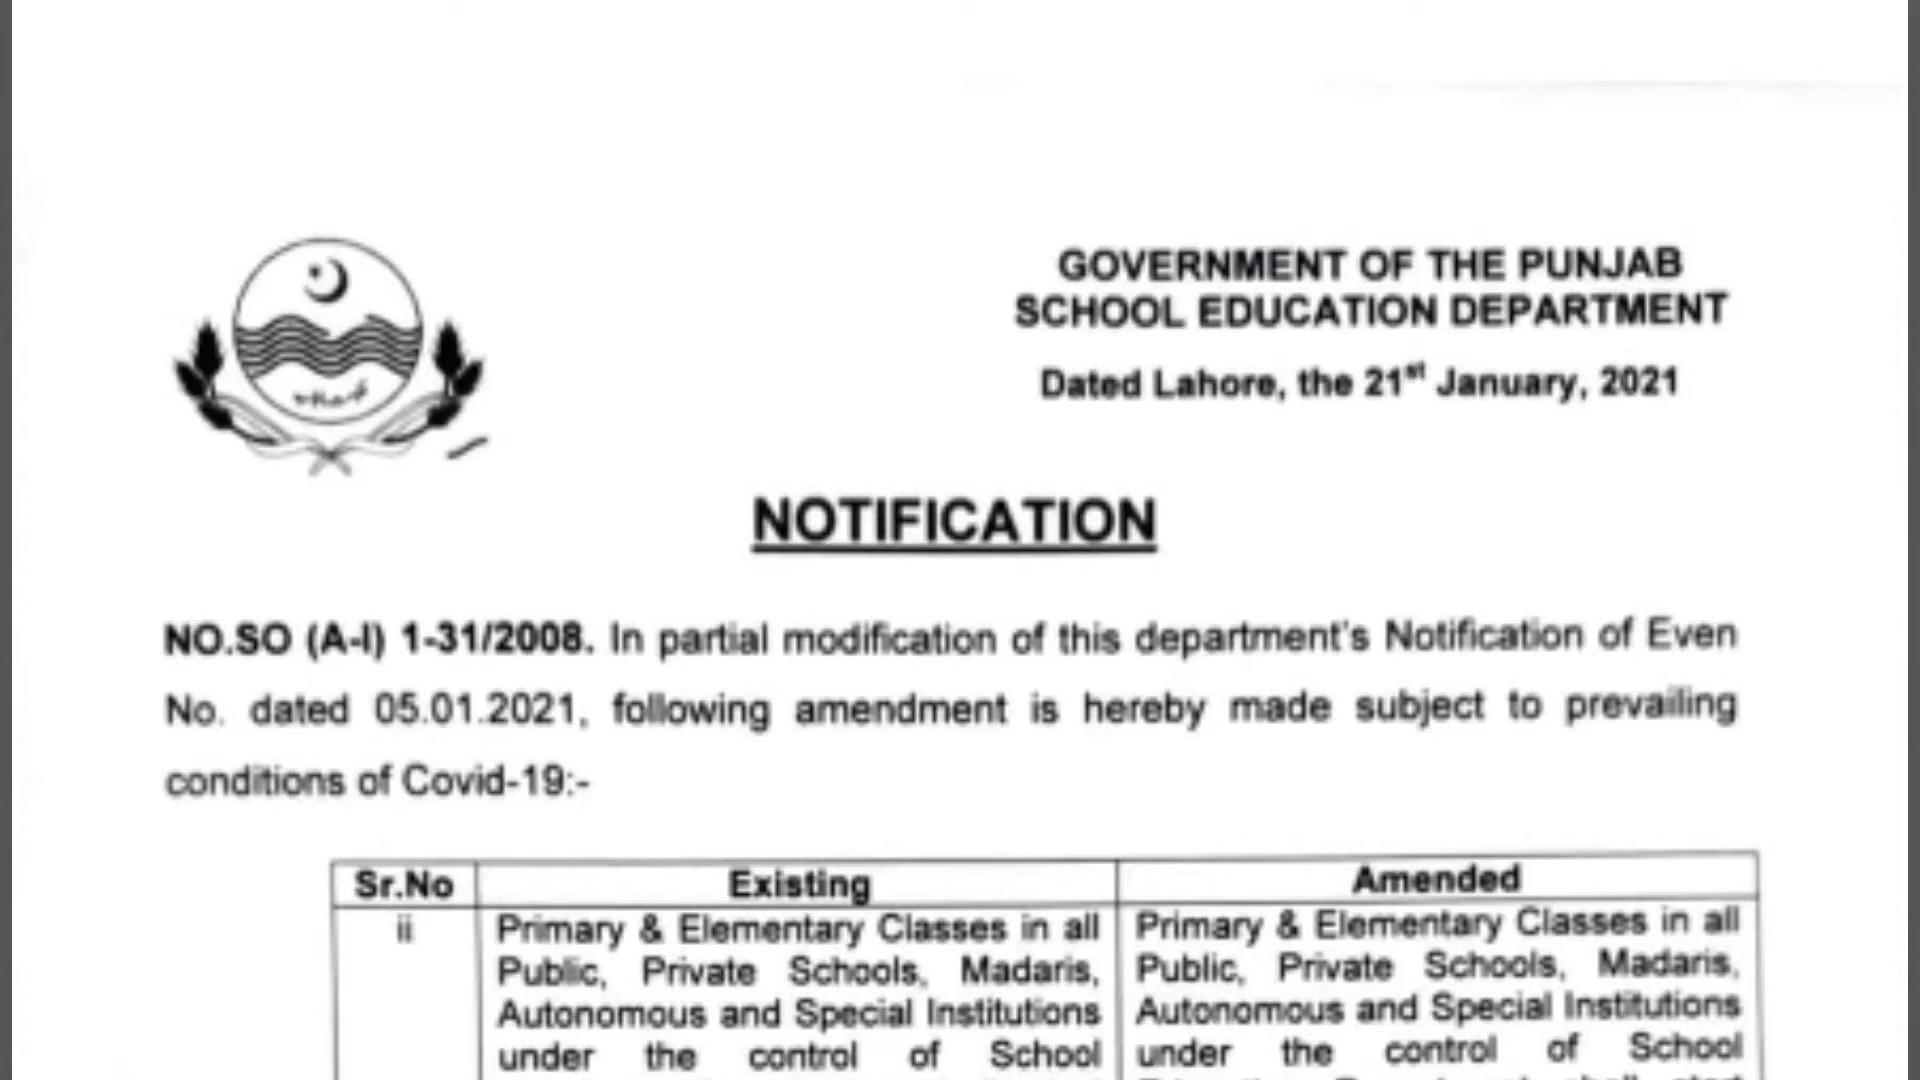 GOVERNMENT OF THE PUNJAB
SCHOOL EDUCATION DEPARTMENT
Dated Lahore, the 21st January, 2021
NOTIFICATION
NO.SO (A-I) 1-31/2008. In partial modification of this department's Notification of Even
No. dated 05.01.2021, following amendment is hereby made subject to prevailing
conditions of Covid-19:-
Sr.No Existing Amended
ii Primary & Elementary Classes in all Primary & Elementary Classes in all
Public, Private Schools, Madaris, Public, Private Schools, Madaris,
Autonomous and Special Institutions Autonomous and Special Institutions
under the control of School under the control of School